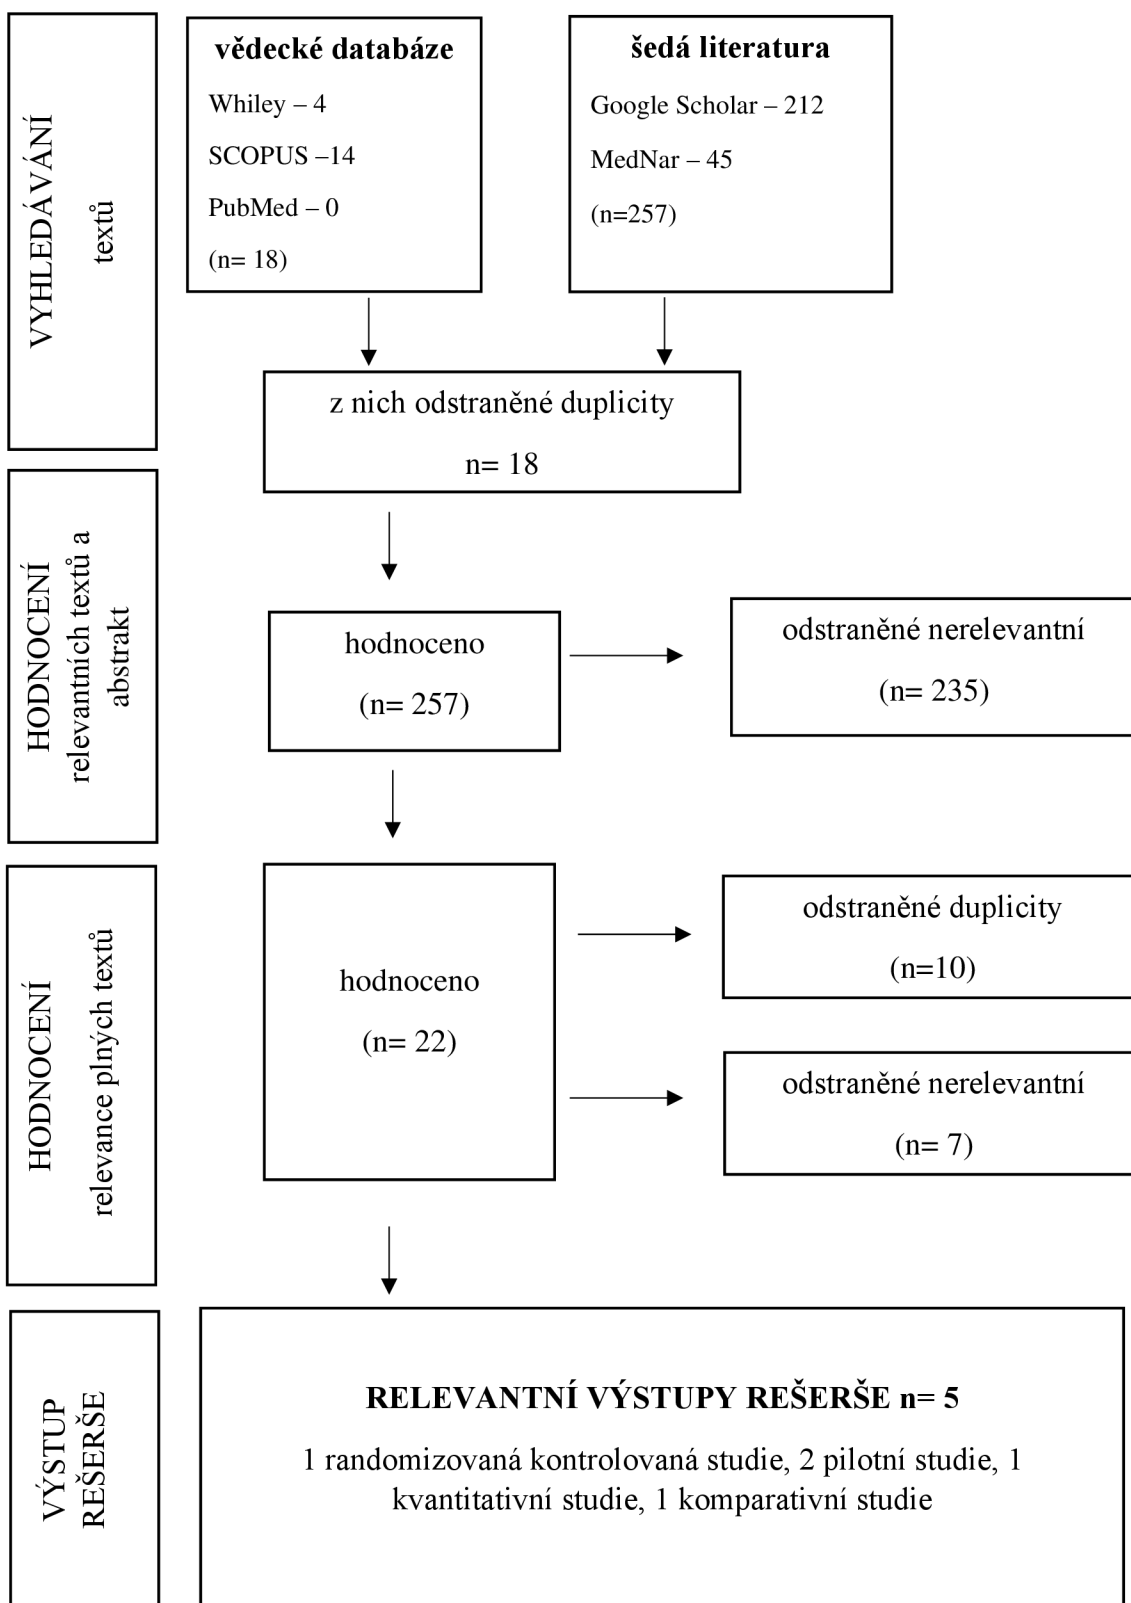 VYHLEDÁVÁNÍ
textů
vědecké databáze
Whiley – 4
SCOPUS –14
PubMed – 0
(n= 18)
šedá literatura
Google Scholar – 212
MedNar – 45
(n=257)
z nich odstraněné duplicity
n= 18
HODNOCENÍ
relevantních textů a
abstrakt
hodnoceno
(n= 257)
odstraněné nerelevantní
(n= 235)
HODNOCENÍ
relevance plných textů
hodnoceno
(n= 22)
odstraněné duplicity
(n=10)
odstraněné nerelevantní
(n= 7)
VÝSTUP
REŠERŠE
RELEVANTNÍ VÝSTUPY REŠERŠE n= 5
1 randomizovaná kontrolovaná studie, 2 pilotní studie, 1
kvantitativní studie, 1 komparativní studie